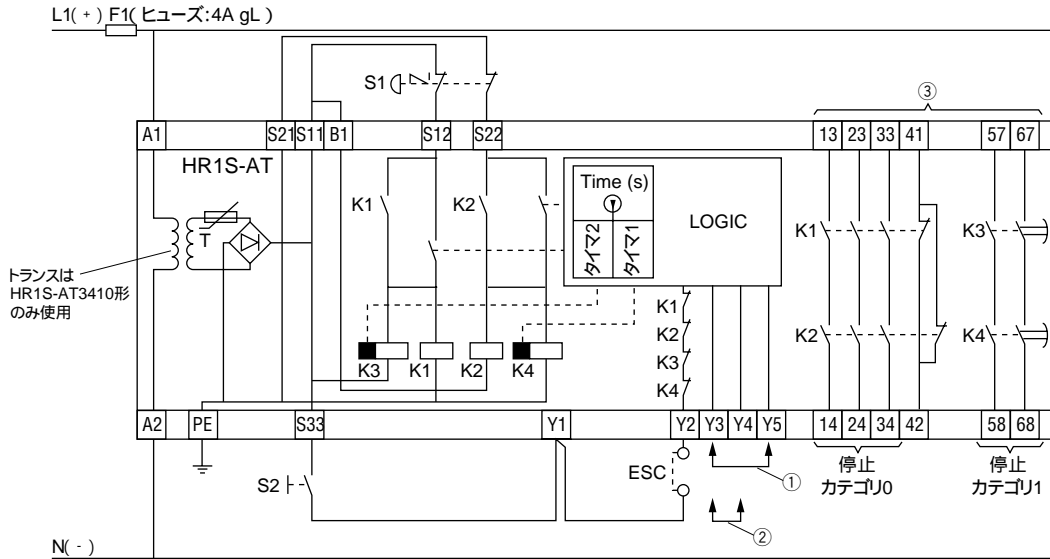 L1( + ) F1( ヒューズ:4A gL )
S1
③
A1 S21 S11 B1 S12 S22 13 23 33 41 57 67
HR1S-AT
Time (s)
タイマ2 タイマ1
LOGIC
K1 K2
K1 K3
T
トランスは
HR1S-AT3410形
のみ使用
K1
K2
K3
K4
K2 K4
K3 K1 K2 K4
A2 PE S33 Y1 Y2 Y3 Y4 Y5 14 24 34 42 58 68
S2
ESC
①
②
停止
カテゴリ0
停止
カテゴリ1
N( - )